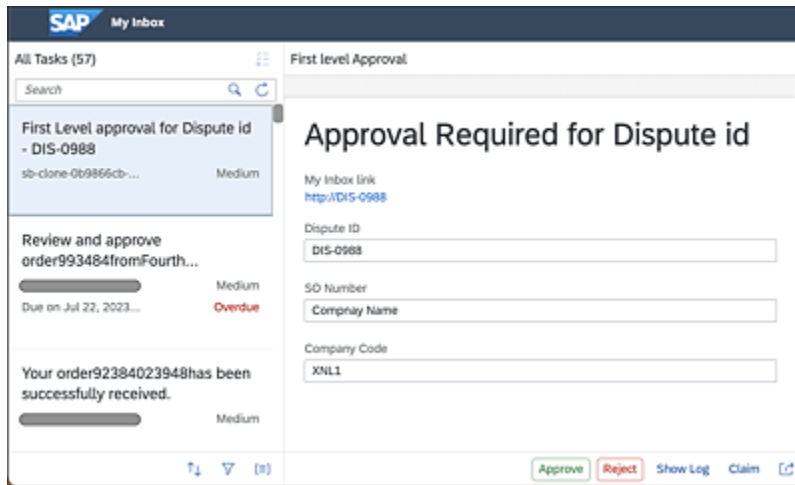 SAP My Inbox
All Tasks (57)
Search
First Level approval for Dispute id
- DIS-0988
sb-clone-0b9866cb-... Medium
Review and approve
order993484fromFourth...
Medium
Due on Jul 22, 2023... Overdue
Your order92384023948has been
successfully received.
Medium
First level Approval
Approval Required for Dispute id
My Inbox link
http://DIS-0988
Dispute ID
DIS-0988
SO Number
Compnay Name
Company Code
XNL1
Approve Reject Show Log Claim